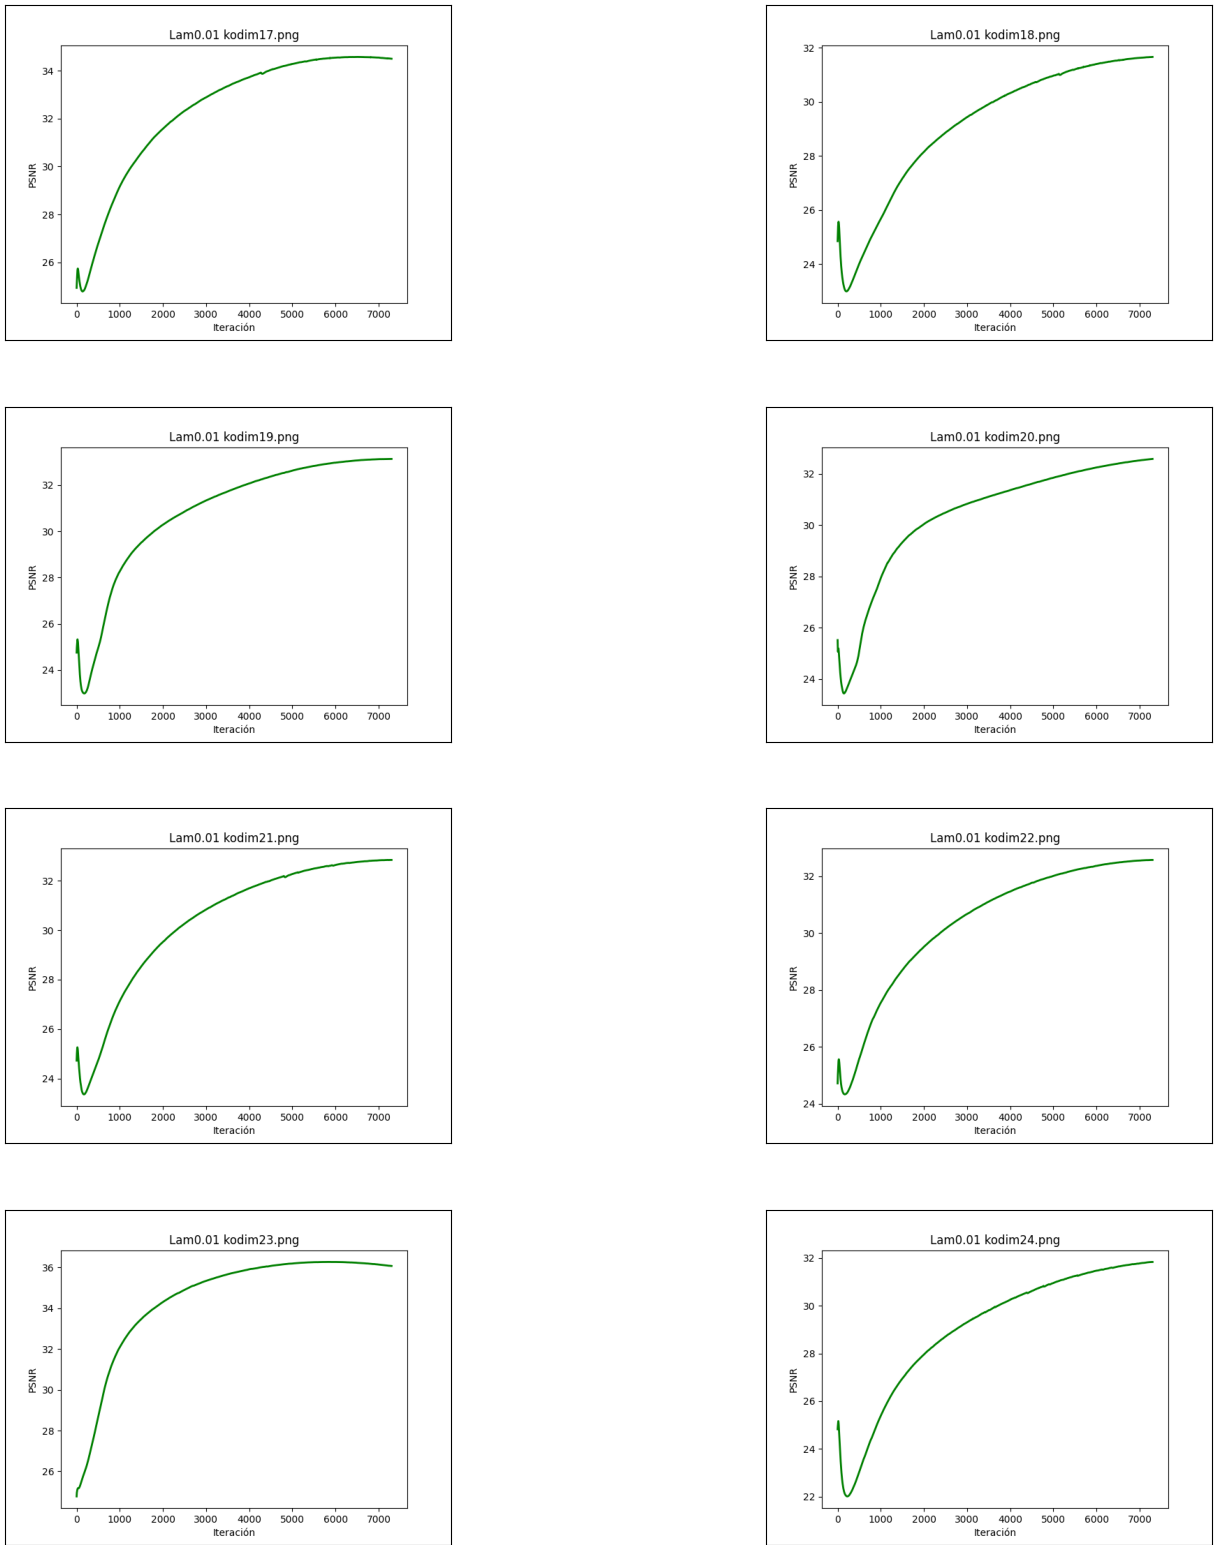 Lam0.01 kodim17.png
34
32
30
28
26
PSNR
0 1000 2000 3000 4000 5000 6000 7000
Iteración
Lam0.01 kodim18.png
32
30
28
26
24
PSNR
0 1000 2000 3000 4000 5000 6000 7000
Iteración
Lam0.01 kodim19.png
32
30
28
26
24
PSNR
0 1000 2000 3000 4000 5000 6000 7000
Iteración
Lam0.01 kodim20.png
32
30
28
26
24
PSNR
0 1000 2000 3000 4000 5000 6000 7000
Iteración
Lam0.01 kodim21.png
32
30
28
26
24
PSNR
0 1000 2000 3000 4000 5000 6000 7000
Iteración
Lam0.01 kodim22.png
32
30
28
26
24
PSNR
0 1000 2000 3000 4000 5000 6000 7000
Iteración
Lam0.01 kodim23.png
36
34
32
30
28
26
PSNR
0 1000 2000 3000 4000 5000 6000 7000
Iteración
Lam0.01 kodim24.png
32
30
28
26
24
22
PSNR
0 1000 2000 3000 4000 5000 6000 7000
Iteración